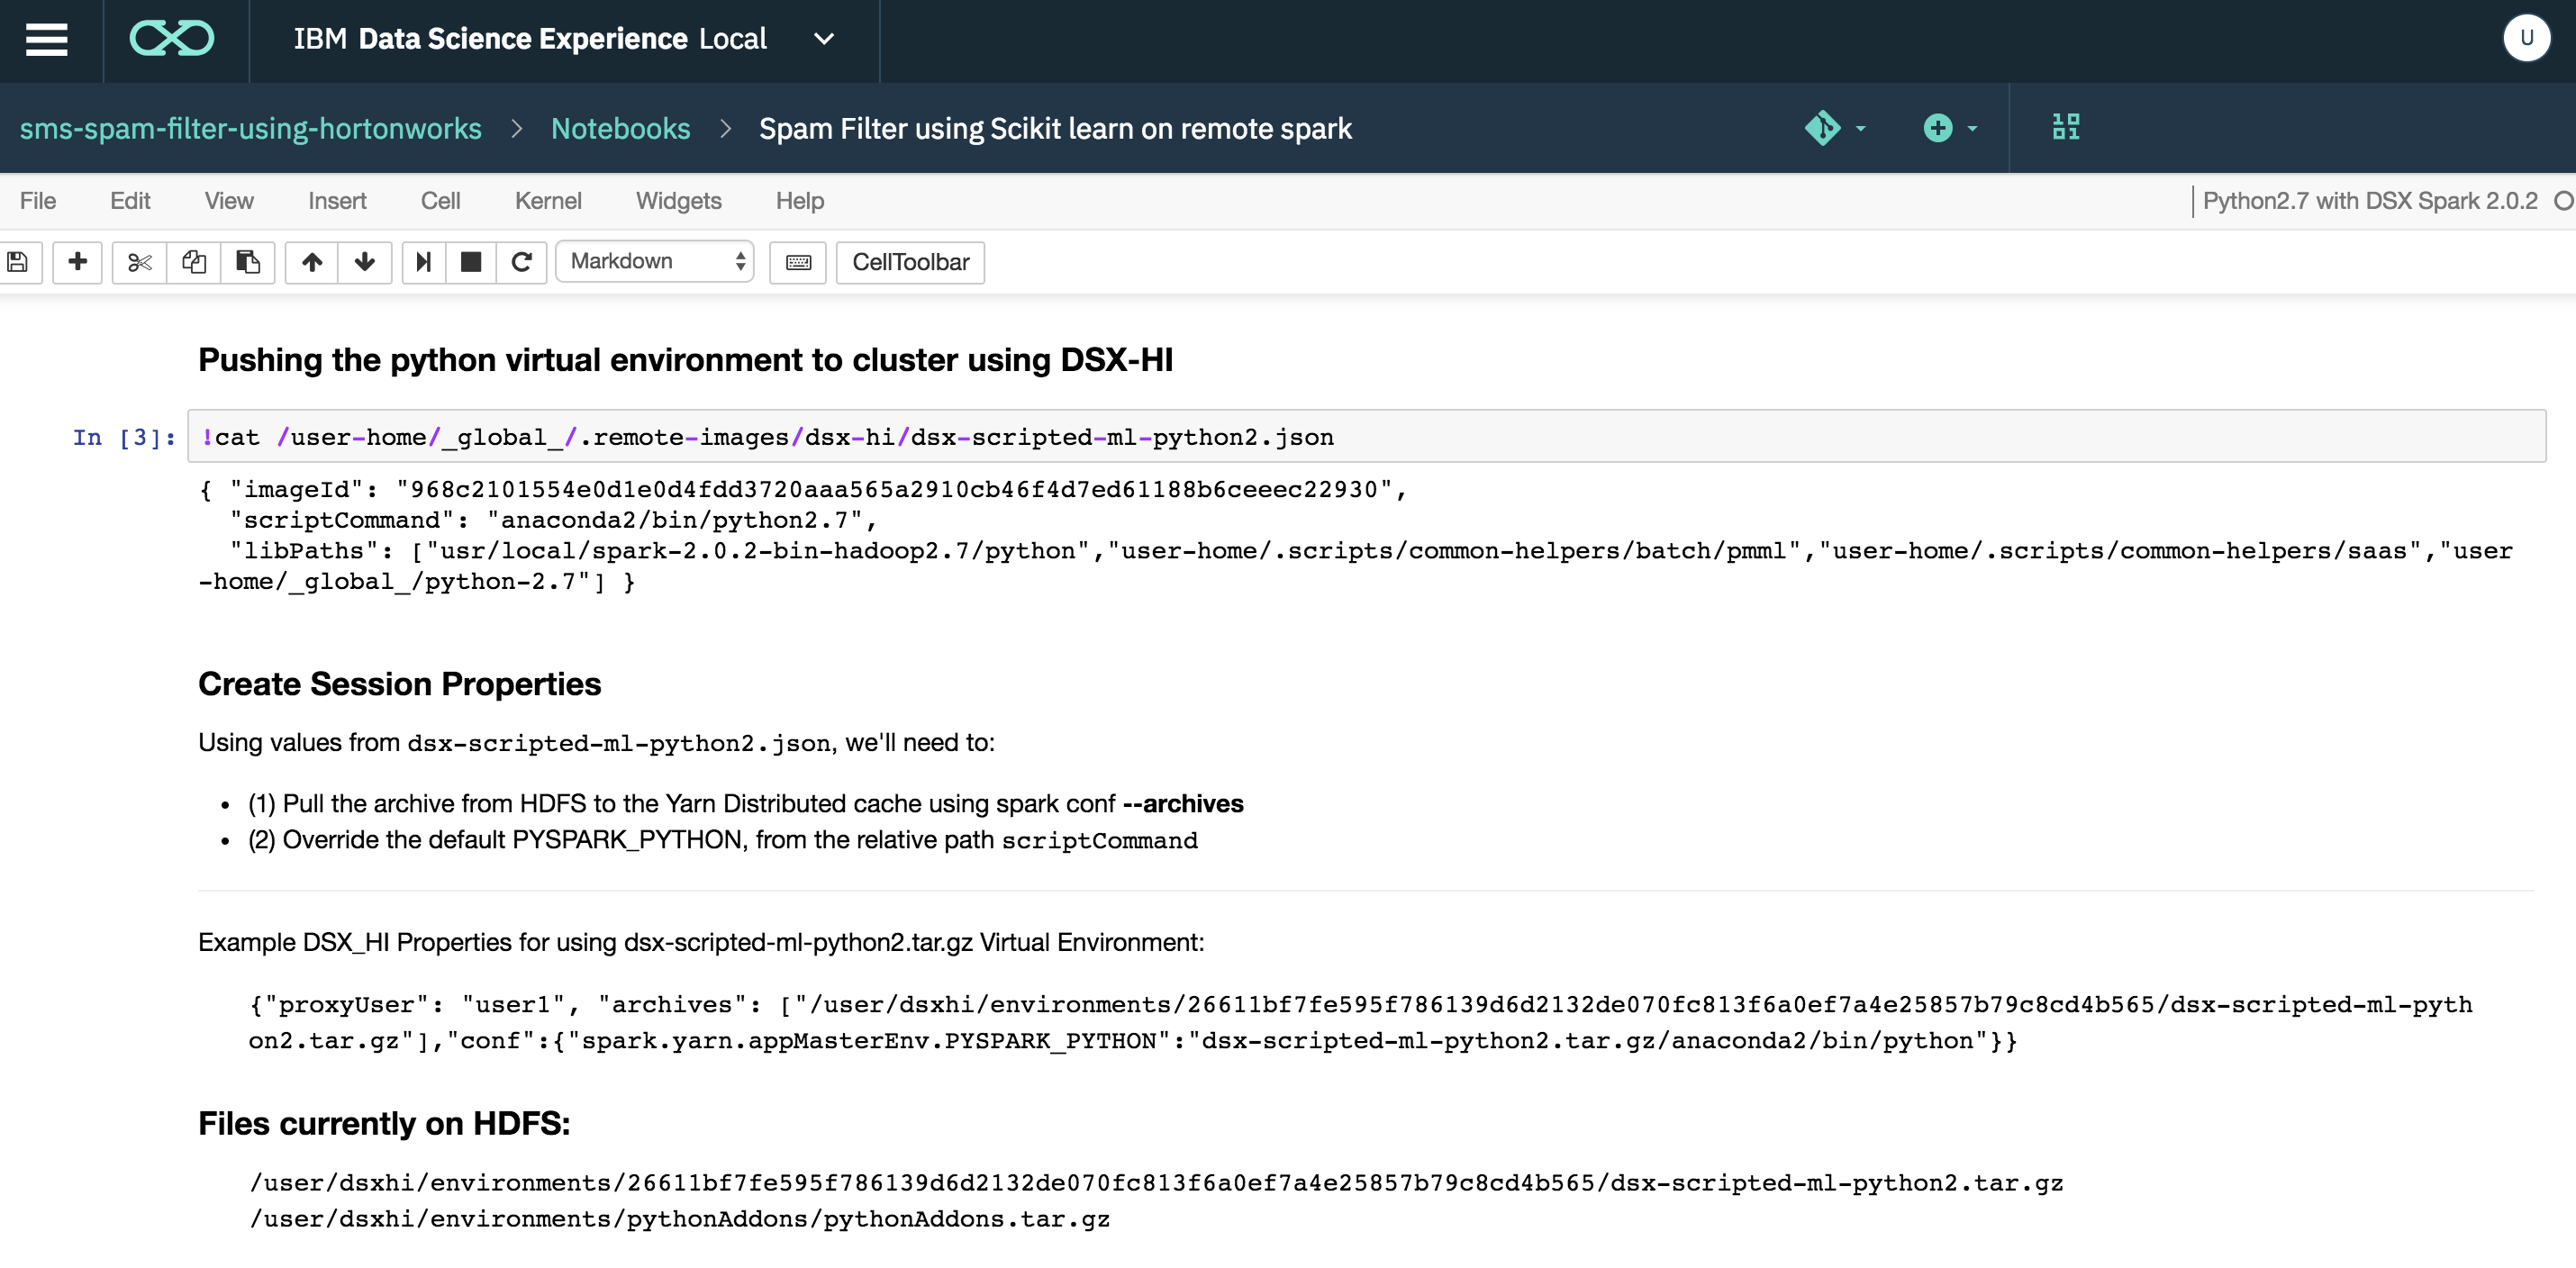 IBM Data Science Experience Local
U
sms-spam-filter-using-hortonworks > Notebooks > Spam Filter using Scikit learn on remote spark
File Edit View Insert Cell Kernel Widgets Help Python2.7 with DSX Spark 2.0.2
Markdown CellToolbar
Pushing the python virtual environment to cluster using DSX-HI
In [3]: !cat /user-home/_global_/.remote-images/dsx-hi/dsx-scripted-ml-python2.json
{ "imageId": "968c2101554e0d1e0d4fdd3720aaa565a2910cb46f4d7ed61188b6ceeec22930",
"scriptCommand": "anaconda2/bin/python2.7",
"libPaths": ["usr/local/spark-2.0.2-bin-hadoop2.7/python","user-home/.scripts/common-helpers/batch/pmml","user-home/.scripts/common-helpers/saas","user
-home/_global_/python-2.7"] }
Create Session Properties
Using values from dsx-scripted-ml-python2.json, we'll need to:
• (1) Pull the archive from HDFS to the Yarn Distributed cache using spark conf --archives
• (2) Override the default PYSPARK_PYTHON, from the relative path scriptCommand
Example DSX_HI Properties for using dsx-scripted-ml-python2.tar.gz Virtual Environment:
{"proxyUser": "user1", "archives": ["/user/dsxhi/environments/26611bf7fe595f786139d6d2132de070fc813f6a0ef7a4e25857b79c8cd4b565/dsx-scripted-ml-pyth
on2.tar.gz"],"conf":{"spark.yarn.appMasterEnv.PYSPARK_PYTHON":"dsx-scripted-ml-python2.tar.gz/anaconda2/bin/python"}}
Files currently on HDFS:
/user/dsxhi/environments/26611bf7fe595f786139d6d2132de070fc813f6a0ef7a4e25857b79c8cd4b565/dsx-scripted-ml-python2.tar.gz
/user/dsxhi/environments/pythonAddons/pythonAddons.tar.gz